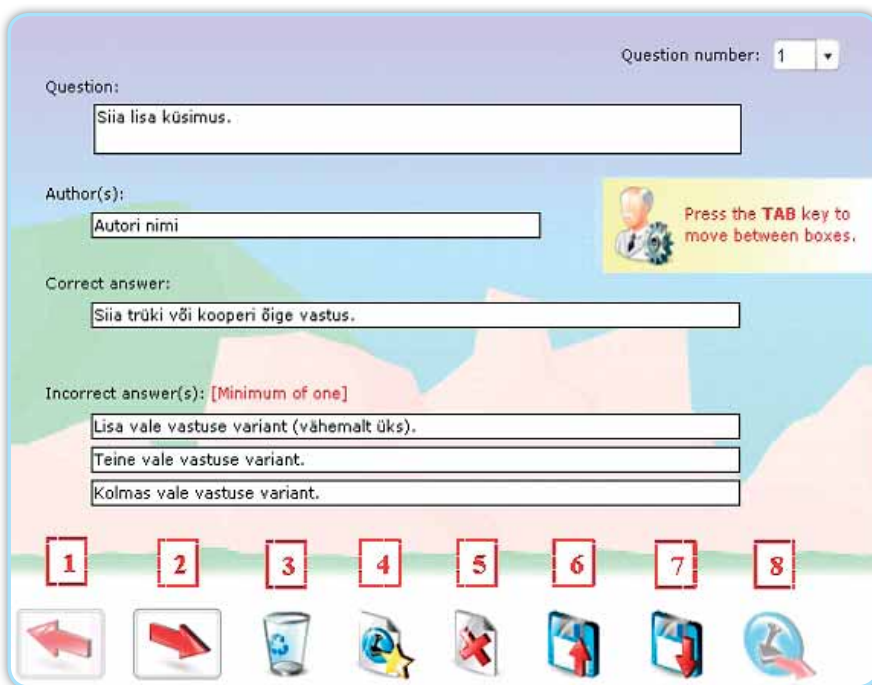 Question number: 1
Question:
Siia lisa küsimus.
Author(s):
Autori nimi
Press the TAB key to
move between boxes.
Correct answer:
Siia trüki või kooperi õige vastus.
Incorrect answer(s): [Minimum of one]
Lisa vale vastuse variant (vähemalt üks).
Teine vale vastuse variant.
Kolmas vale vastuse variant.
1 2 3 4 5 6 7 8